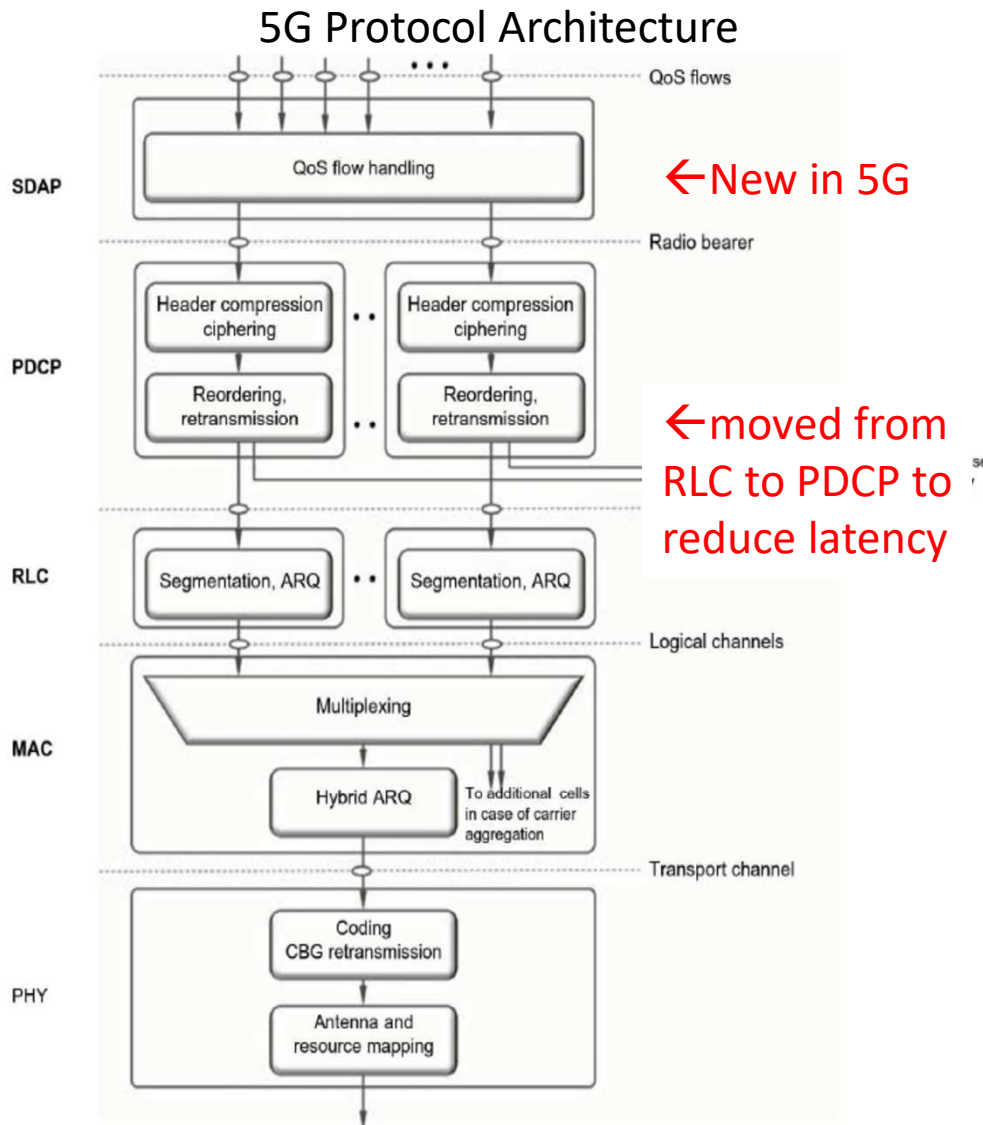 5G Protocol Architecture
QoS flows
SDAP
QoS flow handling
←New in 5G
Radio bearer
PDCP
Header compression
ciphering
Header compression
ciphering
Reordering,
retransmission
Reordering,
retransmission
←moved from
RLC to PDCP to
reduce latency
se
RLC
Segmentation, ARQ
Segmentation, ARQ
Logical channels
MAC
Multiplexing
Hybrid ARQ
To additional cells
in case of carrier
aggregation
Transport channel
PHY
Coding
CBG retransmission
Antenna and
resource mapping